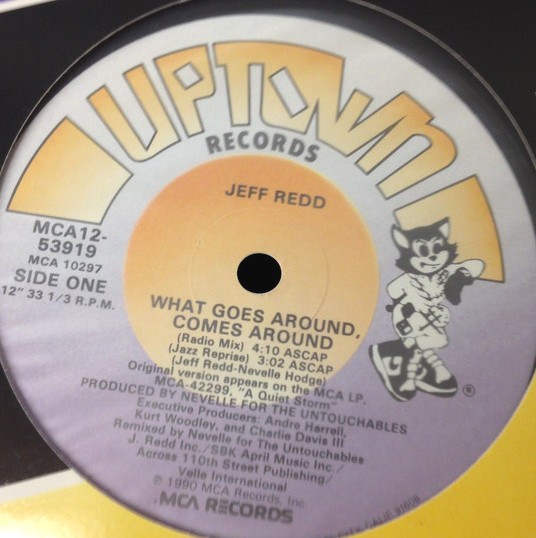 UPTOWN
RECORDS
JEFF REDD
MCA12-
53919
MCA 10297
SIDE ONE
12" 33 1/3 R.P.M.
WHAT GOES AROUND,
COMES AROUND
(Radio Mix) 4:10 ASCAP
(Jazz Reprise) 3:02 ASCAP
(Jeff Redd-Nevelle Hodge)
Original version appears on the MCA LP.
MCA-42299, "A Quiet Storm"
PRODUCED BY NEVELLE FOR THE UNTOUCHABLES
Executive Producers: Andre Harrell,
Kurt Woodley, and Charlie Davis III.
Remixed by Nevelle for The Untouchables
J. Redd Inc./SBK April Music Inc./
Across 110th Street Publishing/
Velle International
℗ 1990 MCA Records, Inc.
MCA RECORDS
®